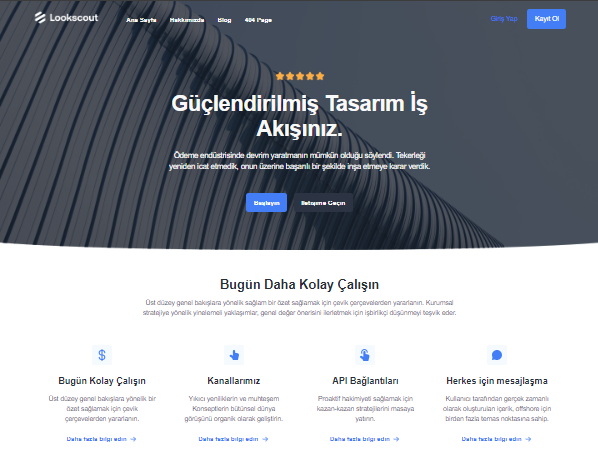 Lookscout
Ana Sayfa Hakkımızda Blog 404 Page
Giriş Yap Kayıt Ol
Güçlendirilmiş Tasarım İş
Akışınız.
Ödeme endüstrisinde devrim yaratmanın mümkün olduğu söylendi. Tekerleği
yeniden icat etmedik, onun üzerine başarılı bir şekilde inşa etmeye karar verdik.
Başlayın İletişime Geçin
Bugün Daha Kolay Çalışın
Üst düzey genel bakışlara yönelik sağlam bir özet sağlamak için çevik çerçevelerden yararlanın. Kurumsal
stratejiye yönelik yinelemeli yaklaşımlar, genel değer önerisini ilerletmek için işbirlikçi düşünmeyi teşvik eder.
Bugün Kolay Çalışın
Üst düzey genel bakışlara yönelik bir
özet sağlamak için çevik
çerçevelerden yararlanın.
Daha fazla bilgi edin
Kanallarımız
Yıkıcı yeniliklerin ve muhteşem
Konseptlerin bütünsel dünya
görüşünü organik olarak geliştirin.
Daha fazla bilgi edin
API Bağlantıları
Proaktif hakimiyeti sağlamak için
kazan-kazan stratejilerini masaya
yatırın.
Daha fazla bilgi edin
Herkes için mesajlaşma
Kullanıcı tarafından gerçek zamanlı
olarak oluşturulan içerik, offshore için
birden fazla temas noktasına sahip.
Daha fazla bilgi edin